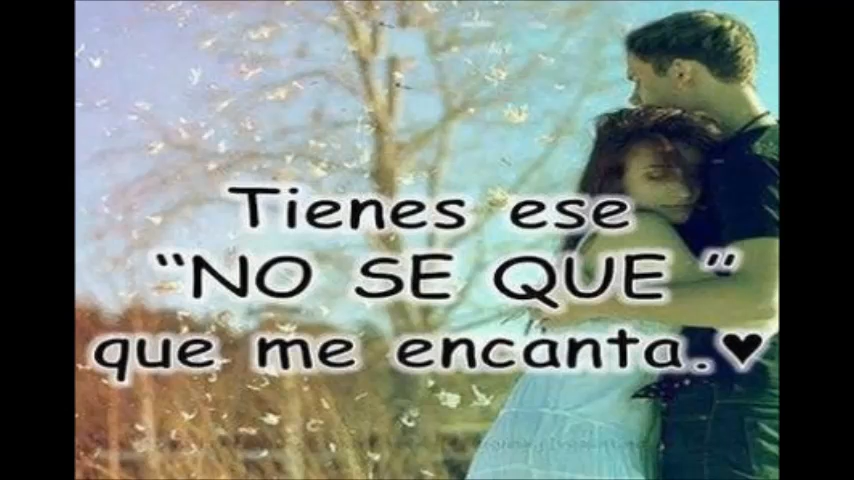 Tienes ese
“NO SE QUE ”
que me encanta.♥